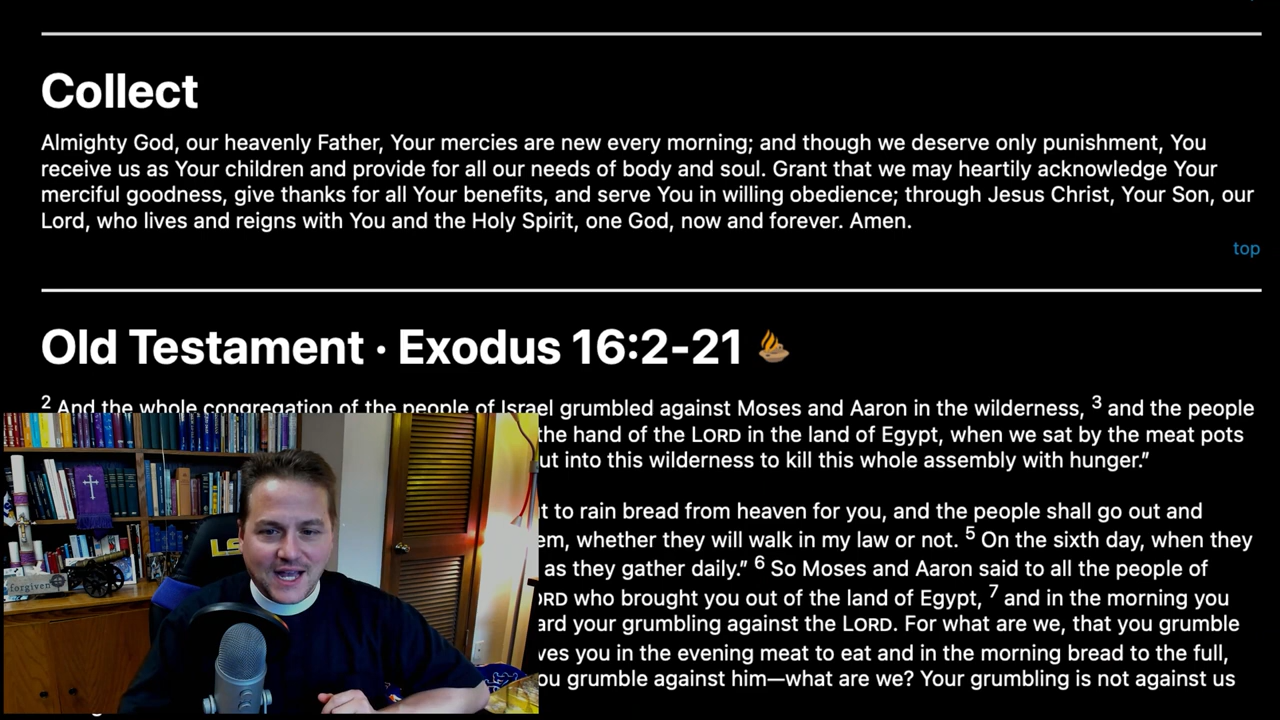 Collect
Almighty God, our heavenly Father, Your mercies are new every morning; and though we deserve only punishment, You
receive us as Your children and provide for all our needs of body and soul. Grant that we may heartily acknowledge Your
merciful goodness, give thanks for all Your benefits, and serve You in willing obedience; through Jesus Christ, Your Son, our
Lord, who lives and reigns with You and the Holy Spirit, one God, now and forever. Amen.
top
Old Testament · Exodus 16:2-21
2 And the whole congregation of the people of Israel grumbled against Moses and Aaron in the wilderness, 3 and the people
the hand of the LORD in the land of Egypt, when we sat by the meat pots
ut into this wilderness to kill this whole assembly with hunger.”
t to rain bread from heaven for you, and the people shall go out and
em, whether they will walk in my law or not. 5 On the sixth day, when they
as they gather daily.” 6 So Moses and Aaron said to all the people of
ORD who brought you out of the land of Egypt, 7 and in the morning you
ard your grumbling against the LORD. For what are we, that you grumble
ves you in the evening meat to eat and in the morning bread to the full,
ou grumble against him—what are we? Your grumbling is not against us
LS
forgiven